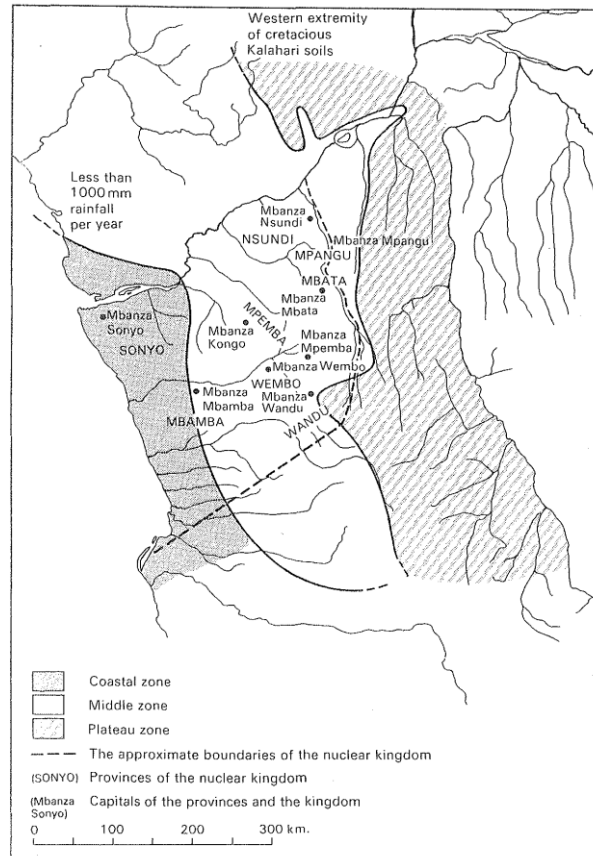 Western extremity
of cretacious
Kalahari soils
Less than
1000 mm
rainfall
per year
Mbanza
Nsundi
NSUNDI
Mbanza Mpangu
MPANGU
MBATA
Mbanza
Mbata
MPEMBA
Mbanza
Sonyo
SONYO
Mbanza
Kongo
Mbanza
Mpemba
Mbanza Wembo
WEMBO
Mbanza
Mbamba
MBAMBA
Mbanza
Wandu
WANDU
Coastal zone
Middle zone
Plateau zone
The approximate boundaries of the nuclear kingdom
(SONYO) Provinces of the nuclear kingdom
(Mbanza Sonyo) Capitals of the provinces and the kingdom
0 100 200 300 km.